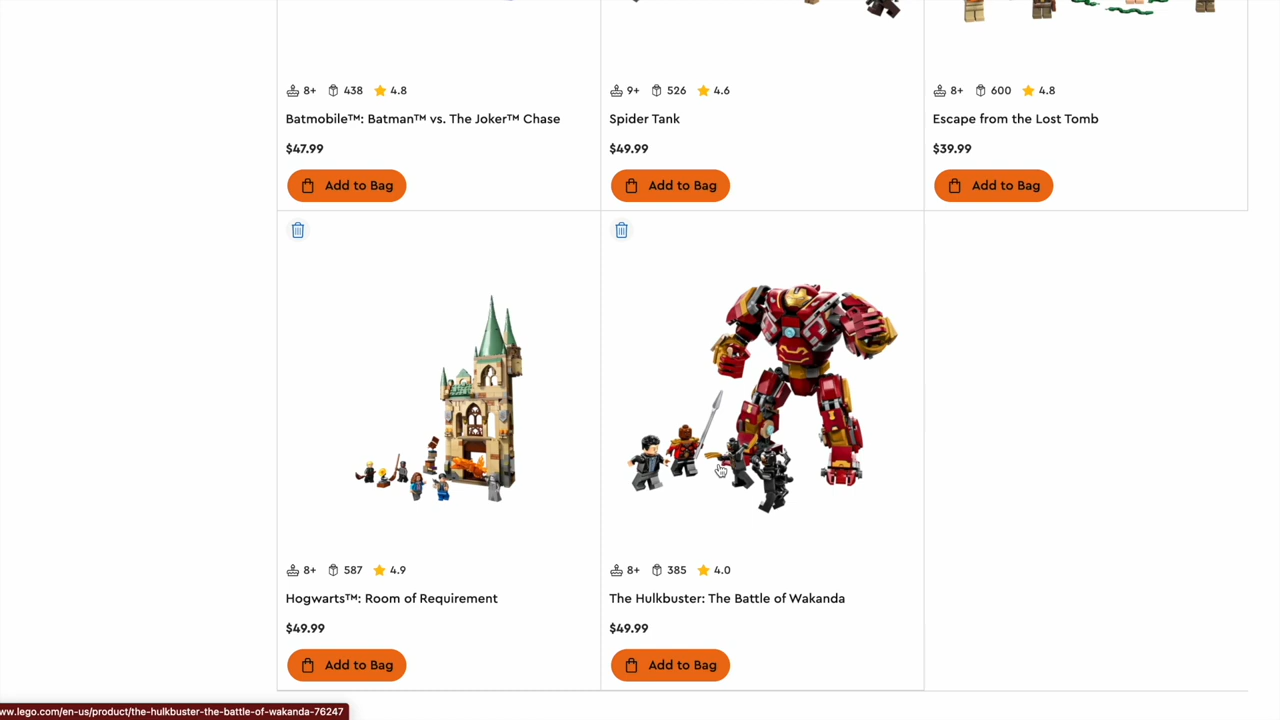 8+ 438 4.8
Batmobile™: Batman™ vs. The Joker™ Chase
$47.99
Add to Bag
9+ 526 4.6
Spider Tank
$49.99
Add to Bag
8+ 600 4.8
Escape from the Lost Tomb
$39.99
Add to Bag
8+ 587 4.9
Hogwarts™: Room of Requirement
$49.99
Add to Bag
8+ 385 4.0
The Hulkbuster: The Battle of Wakanda
$49.99
Add to Bag
ww.lego.com/en-us/product/the-hulkbuster-the-battle-of-wakanda-76247